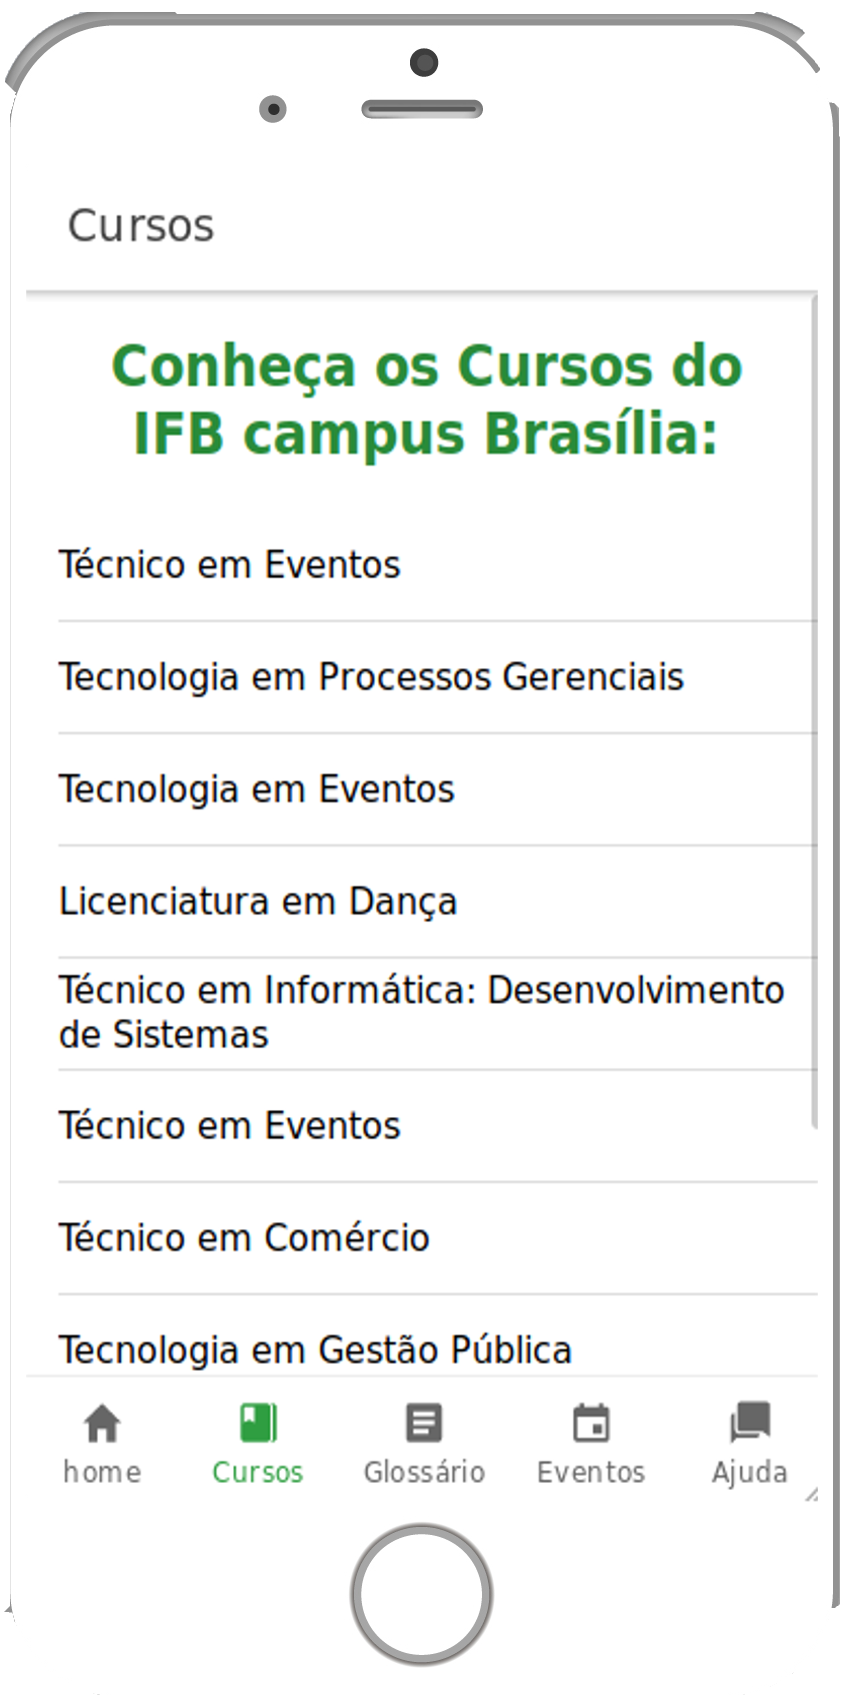 Cursos
Conheça os Cursos do
IFB campus Brasília:
Técnico em Eventos
Tecnologia em Processos Gerenciais
Tecnologia em Eventos
Licenciatura em Dança
Técnico em Informática: Desenvolvimento
de Sistemas
Técnico em Eventos
Técnico em Comércio
Tecnologia em Gestão Pública
home Cursos Glossário Eventos Ajuda